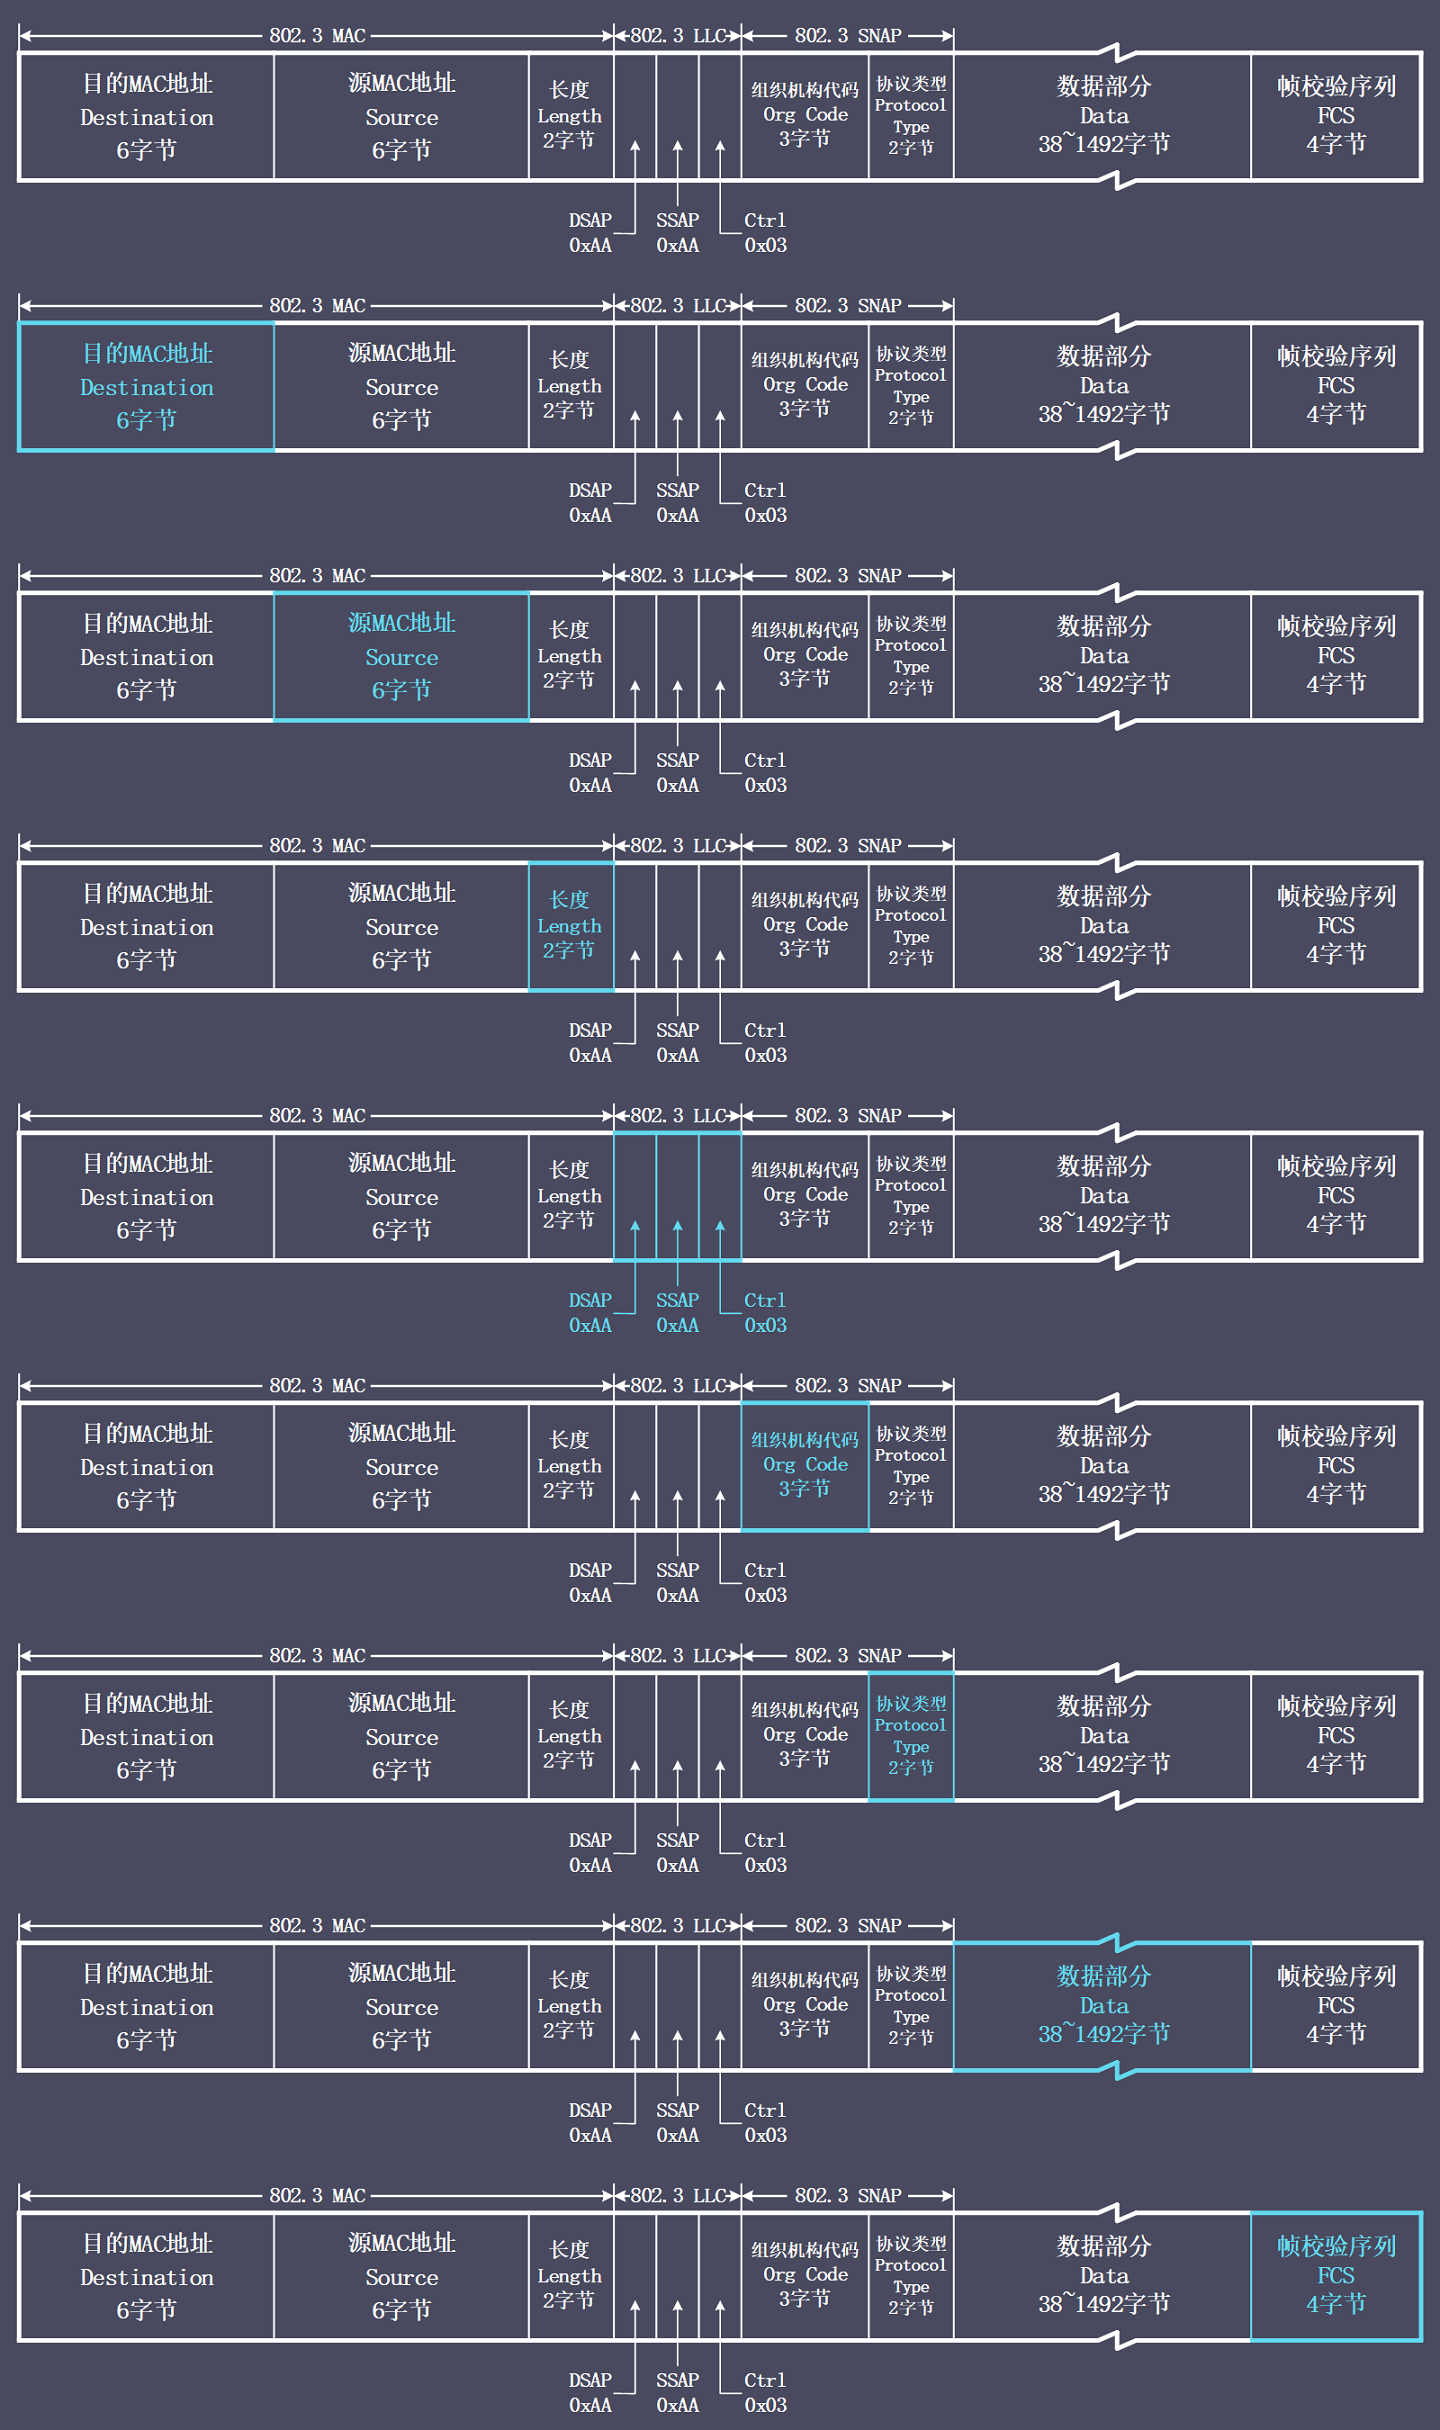 802.3 MAC 802.3 LLC 802.3 SNAP
目的MAC地址 源MAC地址 长度 组织机构代码 协议类型 数据部分 帧校验序列
Destination Source Length Org Code Protocol Type Data FCS
6字节 6字节 2字节 3字节 2字节 38~1492字节 4字节
DSAP SSAP Ctrl
0xAA 0xAA 0x03
802.3 MAC 802.3 LLC 802.3 SNAP
目的MAC地址 源MAC地址 长度 组织机构代码 协议类型 数据部分 帧校验序列
Destination Source Length Org Code Protocol Type Data FCS
6字节 6字节 2字节 3字节 2字节 38~1492字节 4字节
DSAP SSAP Ctrl
0xAA 0xAA 0x03
802.3 MAC 802.3 LLC 802.3 SNAP
目的MAC地址 源MAC地址 长度 组织机构代码 协议类型 数据部分 帧校验序列
Destination Source Length Org Code Protocol Type Data FCS
6字节 6字节 2字节 3字节 2字节 38~1492字节 4字节
DSAP SSAP Ctrl
0xAA 0xAA 0x03
802.3 MAC 802.3 LLC 802.3 SNAP
目的MAC地址 源MAC地址 长度 组织机构代码 协议类型 数据部分 帧校验序列
Destination Source Length Org Code Protocol Type Data FCS
6字节 6字节 2字节 3字节 2字节 38~1492字节 4字节
DSAP SSAP Ctrl
0xAA 0xAA 0x03
802.3 MAC 802.3 LLC 802.3 SNAP
目的MAC地址 源MAC地址 长度 组织机构代码 协议类型 数据部分 帧校验序列
Destination Source Length Org Code Protocol Type Data FCS
6字节 6字节 2字节 3字节 2字节 38~1492字节 4字节
DSAP SSAP Ctrl
0xAA 0xAA 0x03
802.3 MAC 802.3 LLC 802.3 SNAP
目的MAC地址 源MAC地址 长度 组织机构代码 协议类型 数据部分 帧校验序列
Destination Source Length Org Code Protocol Type Data FCS
6字节 6字节 2字节 3字节 2字节 38~1492字节 4字节
DSAP SSAP Ctrl
0xAA 0xAA 0x03
802.3 MAC 802.3 LLC 802.3 SNAP
目的MAC地址 源MAC地址 长度 组织机构代码 协议类型 数据部分 帧校验序列
Destination Source Length Org Code Protocol Type Data FCS
6字节 6字节 2字节 3字节 2字节 38~1492字节 4字节
DSAP SSAP Ctrl
0xAA 0xAA 0x03
802.3 MAC 802.3 LLC 802.3 SNAP
目的MAC地址 源MAC地址 长度 组织机构代码 协议类型 数据部分 帧校验序列
Destination Source Length Org Code Protocol Type Data FCS
6字节 6字节 2字节 3字节 2字节 38~1492字节 4字节
DSAP SSAP Ctrl
0xAA 0xAA 0x03
802.3 MAC 802.3 LLC 802.3 SNAP
目的MAC地址 源MAC地址 长度 组织机构代码 协议类型 数据部分 帧校验序列
Destination Source Length Org Code Protocol Type Data FCS
6字节 6字节 2字节 3字节 2字节 38~1492字节 4字节
DSAP SSAP Ctrl
0xAA 0xAA 0x03